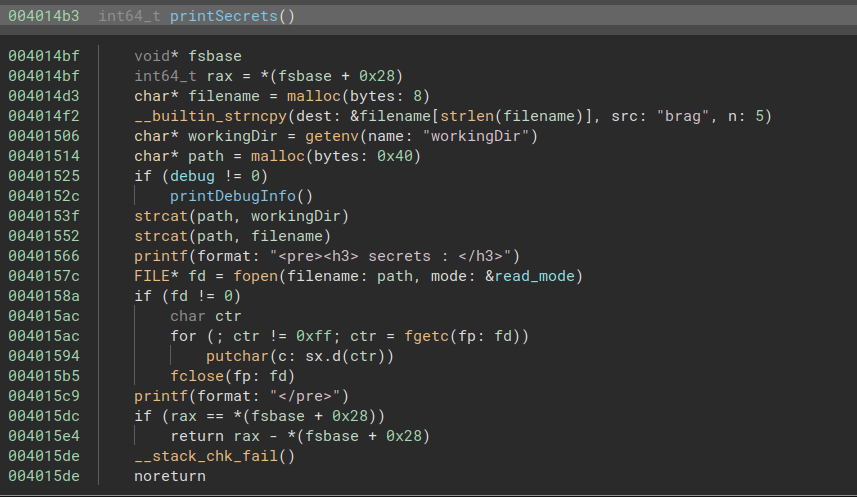 004014b3 int64_t printSecrets()
004014bf void* fsbase
004014bf int64_t rax = *(fsbase + 0x28)
004014d3 char* filename = malloc(bytes: 8)
004014f2 __builtin_strncpy(dest: &filename[strlen(filename)], src: "brag", n: 5)
00401506 char* workingDir = getenv(name: "workingDir")
00401514 char* path = malloc(bytes: 0x40)
00401525 if (debug != 0)
0040152c printDebugInfo()
0040153f strcat(path, workingDir)
00401552 strcat(path, filename)
00401566 printf(format: "<pre><h3> secrets : </h3>")
0040157c FILE* fd = fopen(filename: path, mode: &read_mode)
0040158a if (fd != 0)
004015ac char ctr
004015ac for (; ctr != 0xff; ctr = fgetc(fp: fd))
00401594 putchar(c: sx.d(ctr))
004015b5 fclose(fp: fd)
004015c9 printf(format: "</pre>")
004015dc if (rax == *(fsbase + 0x28))
004015e4 return rax - *(fsbase + 0x28)
004015de __stack_chk_fail()
004015de noreturn